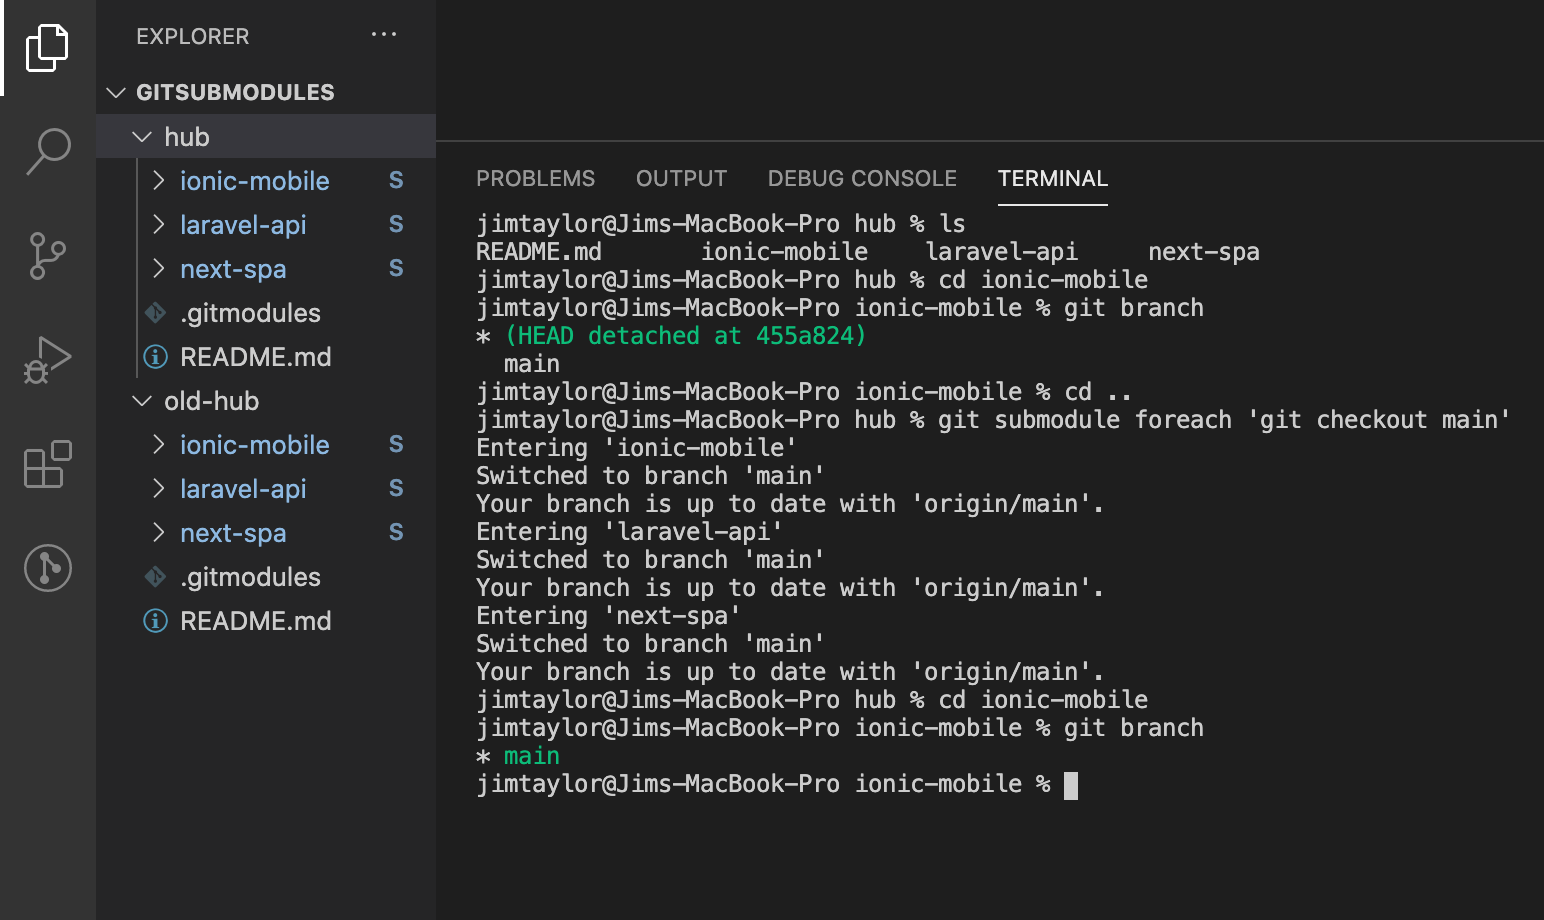 EXPLORER ···
GITSUBMODULES
hub
ionic-mobile S
laravel-api S
next-spa S
.gitmodules
README.md
old-hub
ionic-mobile S
laravel-api S
next-spa S
.gitmodules
README.md
PROBLEMS OUTPUT DEBUG CONSOLE TERMINAL
jimtaylor@Jims-MacBook-Pro hub % ls
README.md ionic-mobile laravel-api next-spa
jimtaylor@Jims-MacBook-Pro hub % cd ionic-mobile
jimtaylor@Jims-MacBook-Pro ionic-mobile % git branch
* (HEAD detached at 455a824)
main
jimtaylor@Jims-MacBook-Pro ionic-mobile % cd ..
jimtaylor@Jims-MacBook-Pro hub % git submodule foreach 'git checkout main'
Entering 'ionic-mobile'
Switched to branch 'main'
Your branch is up to date with 'origin/main'.
Entering 'laravel-api'
Switched to branch 'main'
Your branch is up to date with 'origin/main'.
Entering 'next-spa'
Switched to branch 'main'
Your branch is up to date with 'origin/main'.
jimtaylor@Jims-MacBook-Pro hub % cd ionic-mobile
jimtaylor@Jims-MacBook-Pro ionic-mobile % git branch
* main
jimtaylor@Jims-MacBook-Pro ionic-mobile %